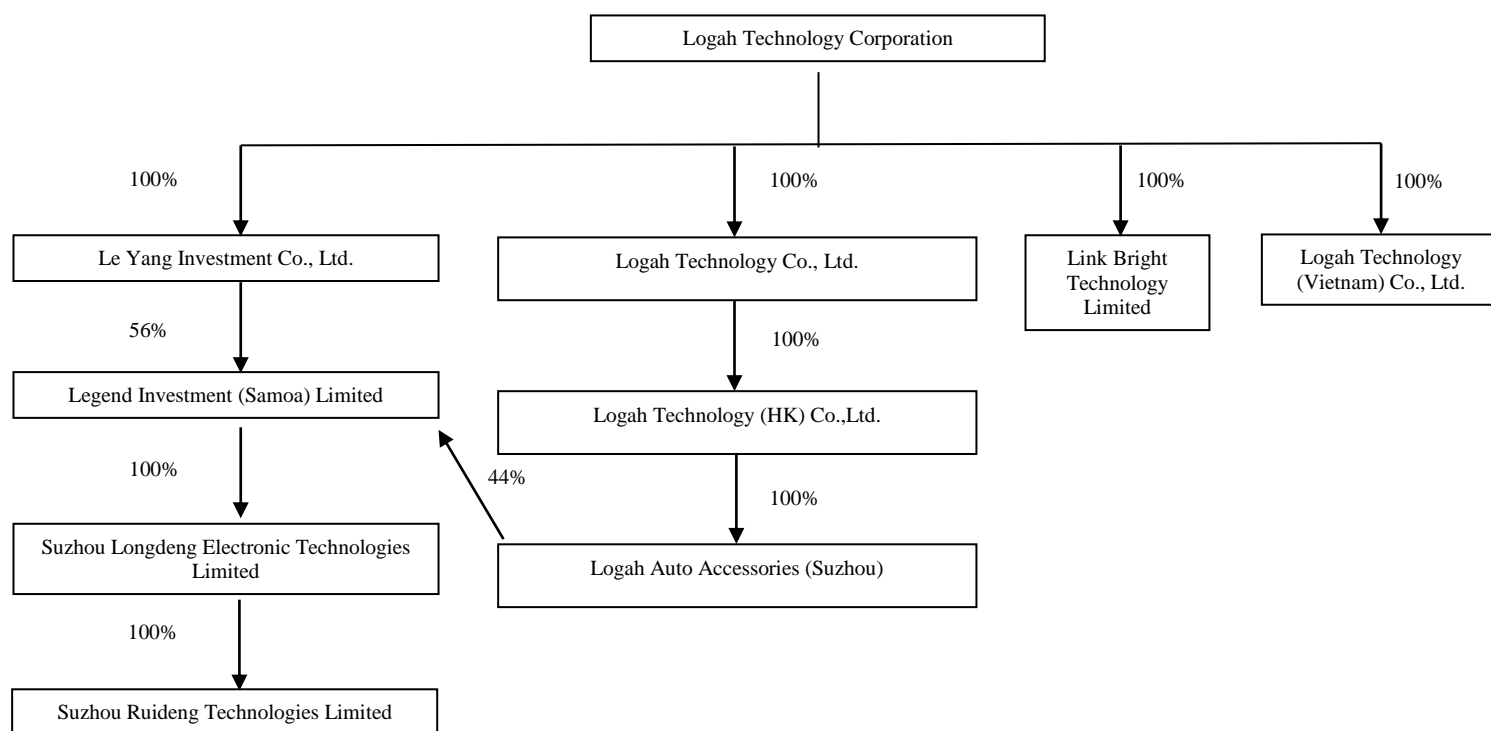 Logah Technology Corporation
100%
100%
100%
100%
Le Yang Investment Co., Ltd.
Logah Technology Co., Ltd.
Link Bright
Technology
Limited
Logah Technology
(Vietnam) Co., Ltd.
56%
100%
Legend Investment (Samoa) Limited
Logah Technology (HK) Co.,Ltd.
100%
44%
100%
Suzhou Longdeng Electronic Technologies
Limited
Logah Auto Accessories (Suzhou)
100%
Suzhou Ruideng Technologies Limited